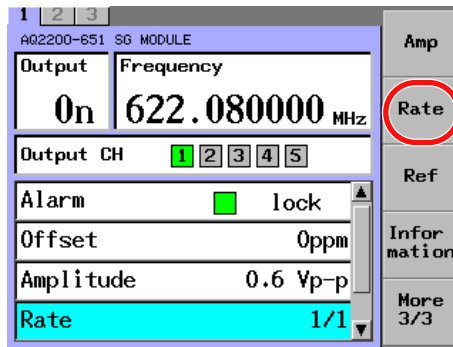 1 2 3
AQ2200-651 SG MODULE
Output Frequency
On 622.080000 MHz
Output CH 1 2 3 4 5
Alarm lock
Offset 0ppm
Amplitude 0.6 Vp-p
Rate 1/1
Amp
Rate
Ref
Infor
mation
More
3/3